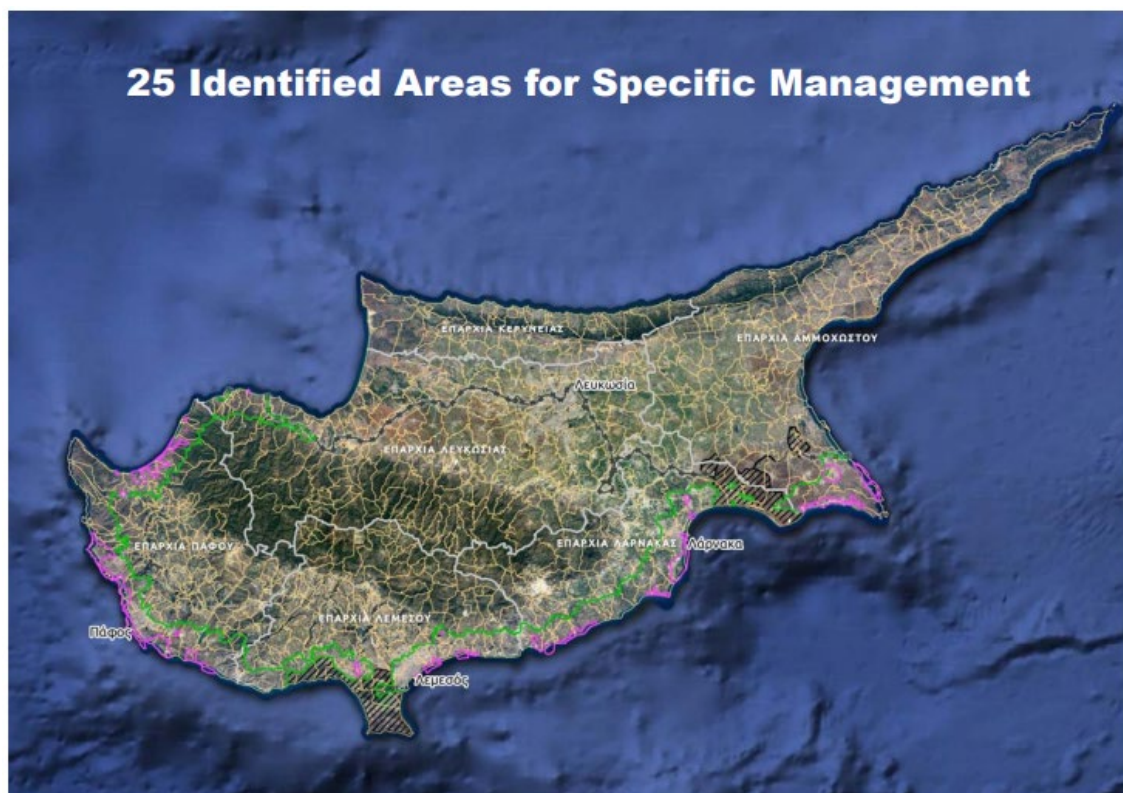 25 Identified Areas for Specific Management
ΕΠΑΡΧΙΑ ΚΕΡΥΝΕΙΑΣ
ΕΠΑΡΧΙΑ ΑΜΜΟΧΩΣΤΟΥ
Λευκωσία
ΕΠΑΡΧΙΑ ΛΕΥΚΩΣΙΑΣ
ΕΠΑΡΧΙΑ ΠΑΦΟΥ
ΕΠΑΡΧΙΑ ΛΑΡΝΑΚΑΣ
Λάρνακα
ΕΠΑΡΧΙΑ ΛΕΜΕΣΟΥ
Πάφος
Λεμεσός